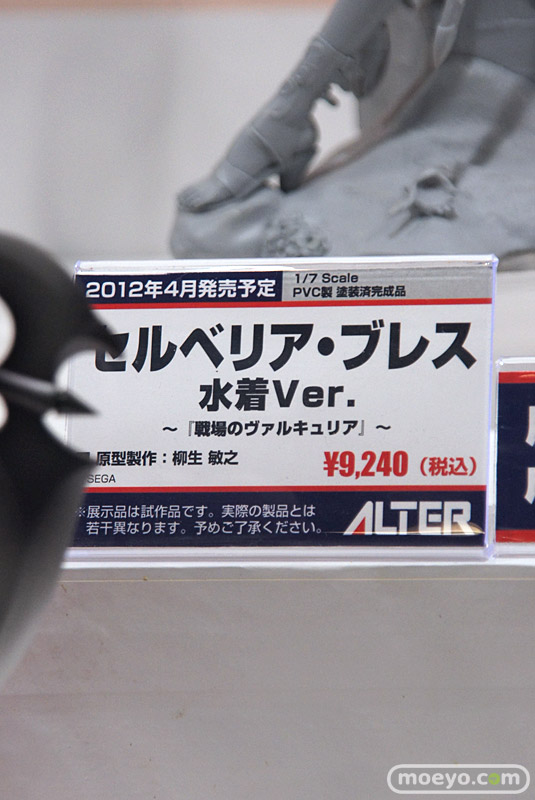 2012年4月発売予定
1/7 Scale
PVC製 塗装済完成品
セルベリア・ブレス
水着Ver.
～『戦場のヴァルキュリア』～
原型製作：柳生 敏之
¥9,240（税込）
SEGA
※展示品は試作品です。実際の製品とは
若干異なります。予めご了承ください。
ALTER
moeyo.com